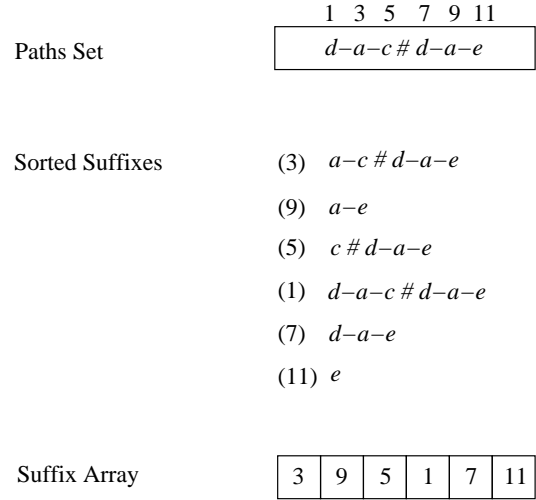 1 3 5 7 9 11
Paths Set d−a−c # d−a−e
Sorted Suffixes (3) a−c # d−a−e
(9) a−e
(5) c # d−a−e
(1) d−a−c # d−a−e
(7) d−a−e
(11) e
Suffix Array 3 9 5 1 7 11